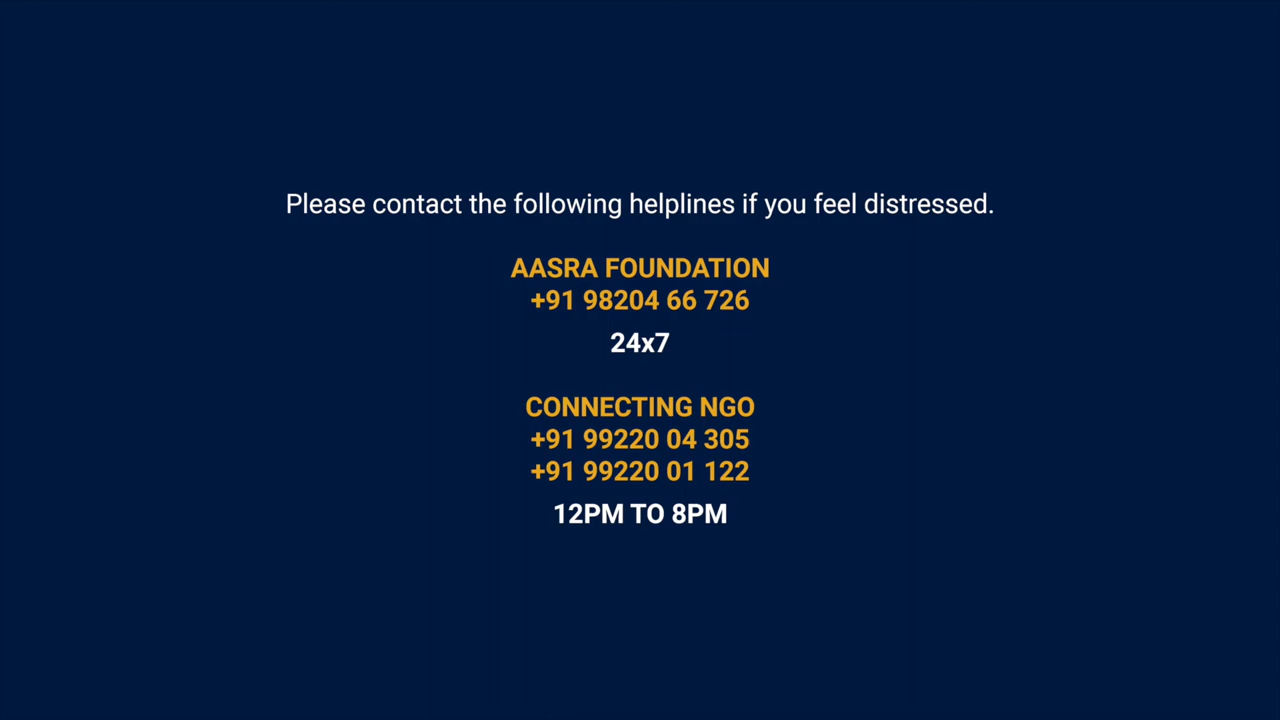 Please contact the following helplines if you feel distressed.
AASRA FOUNDATION
+91 98204 66 726
24x7
CONNECTING NGO
+91 99220 04 305
+91 99220 01 122
12PM TO 8PM